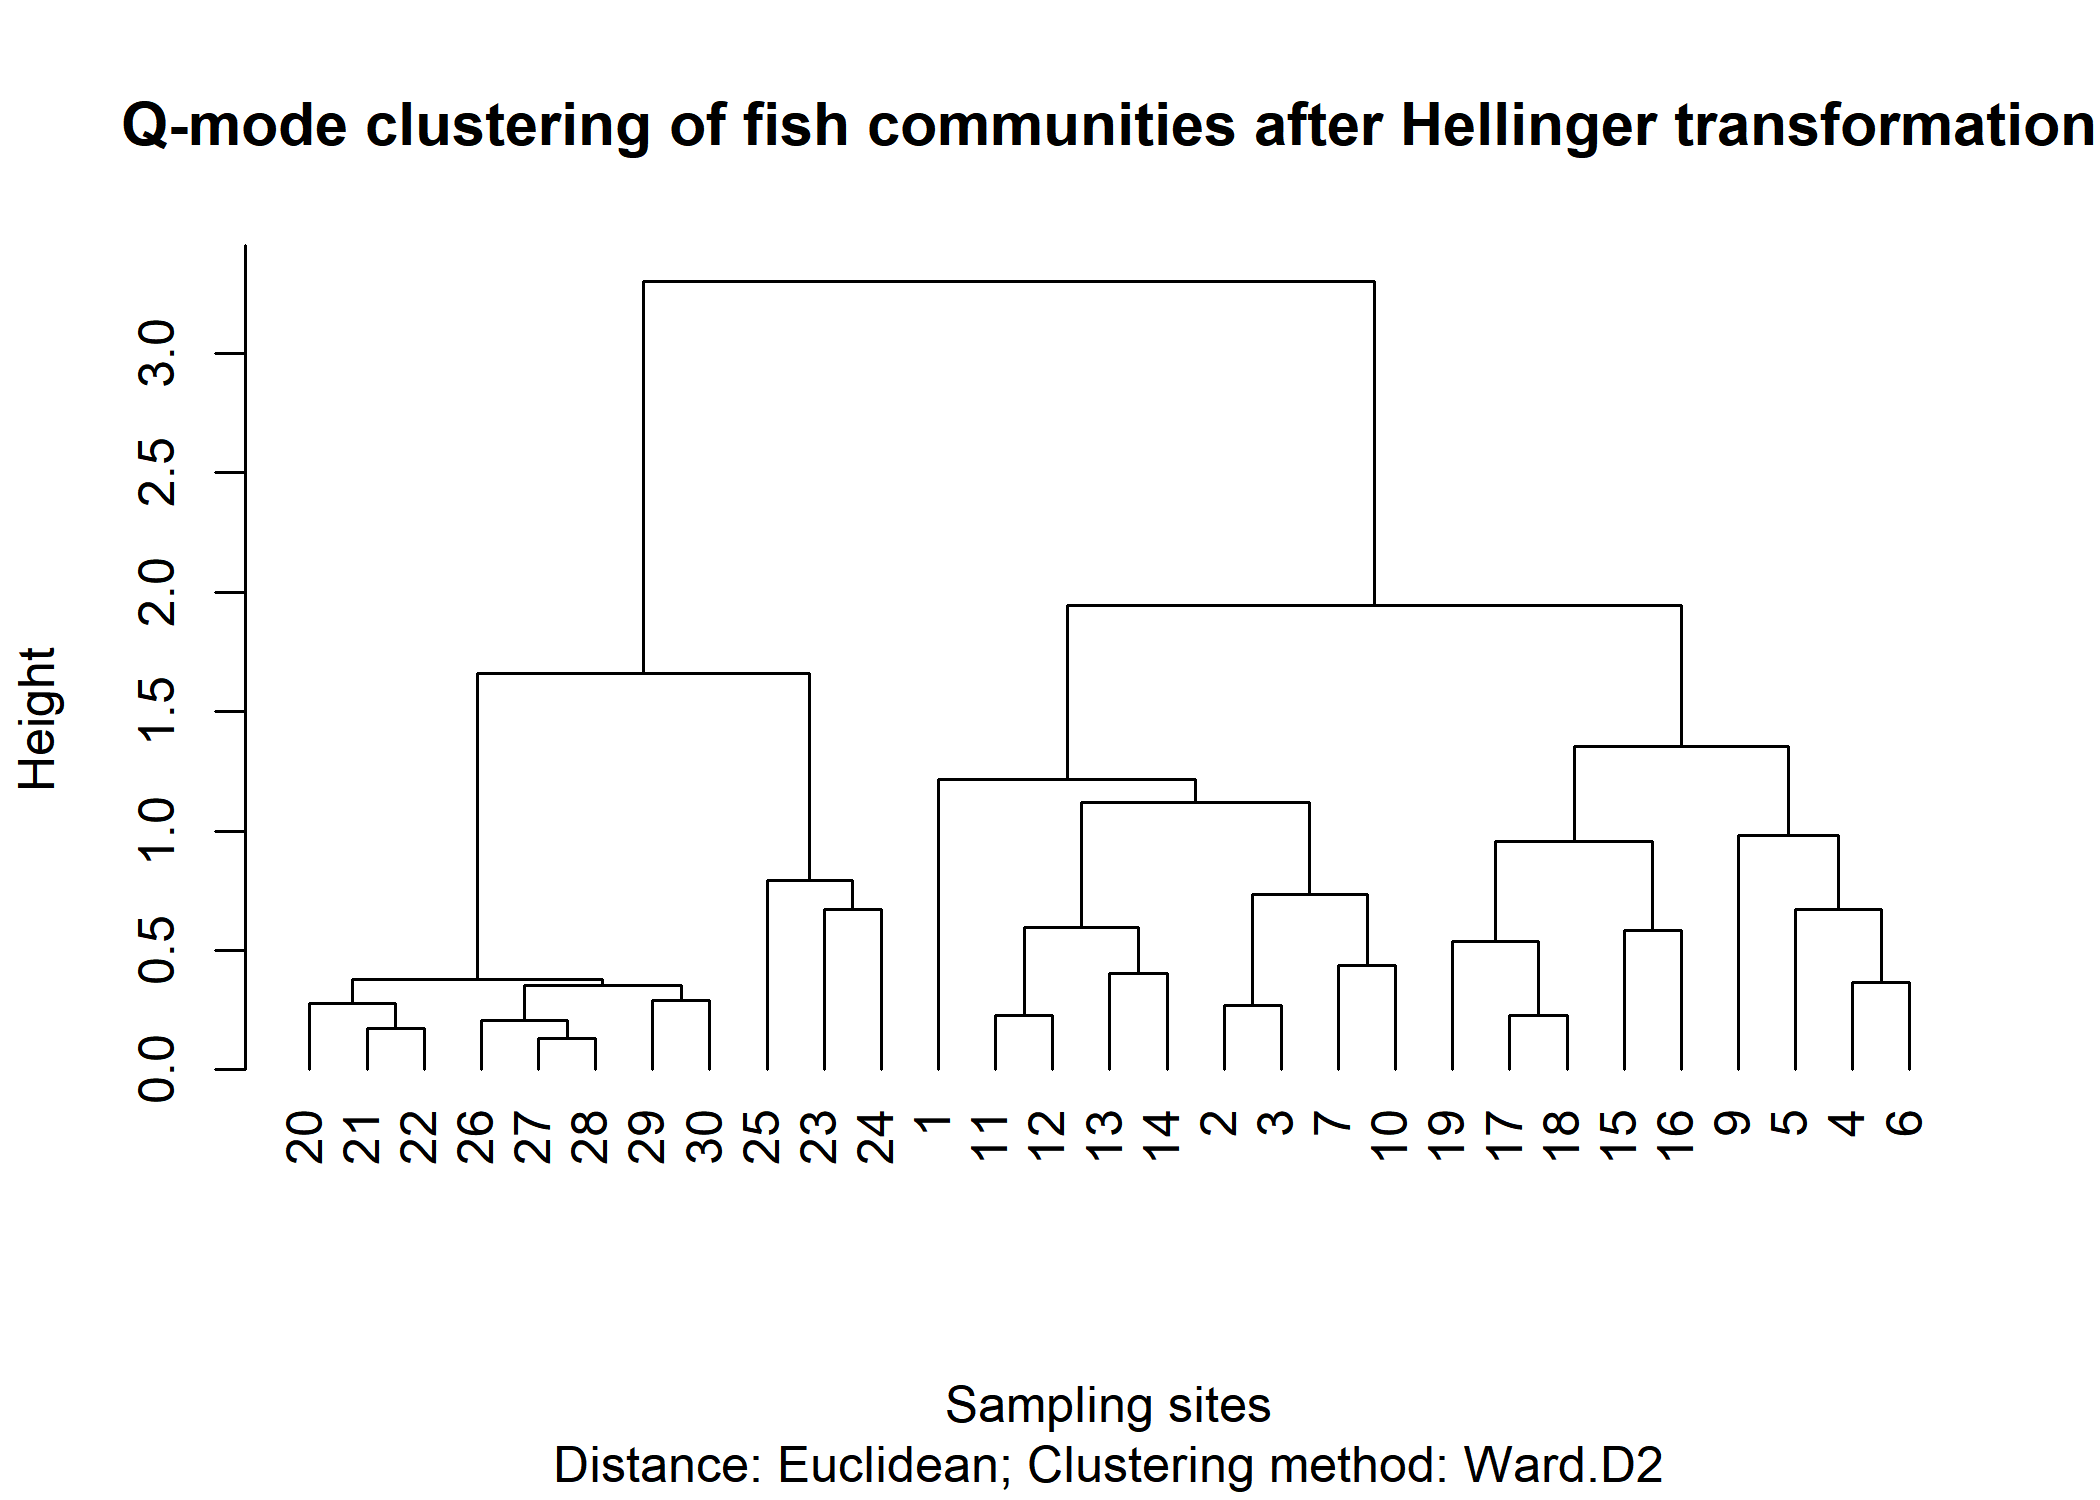 Q-mode clustering of fish communities after Hellinger transformation
Height
3.0
2.5
2.0
1.5
1.0
0.5
0.0
20 21 22 26 27 28 29 30 25 23 24 1 11 12 13 14 2 3 7 10 19 17 18 15 16 9 5 4 6
Sampling sites
Distance: Euclidean; Clustering method: Ward.D2